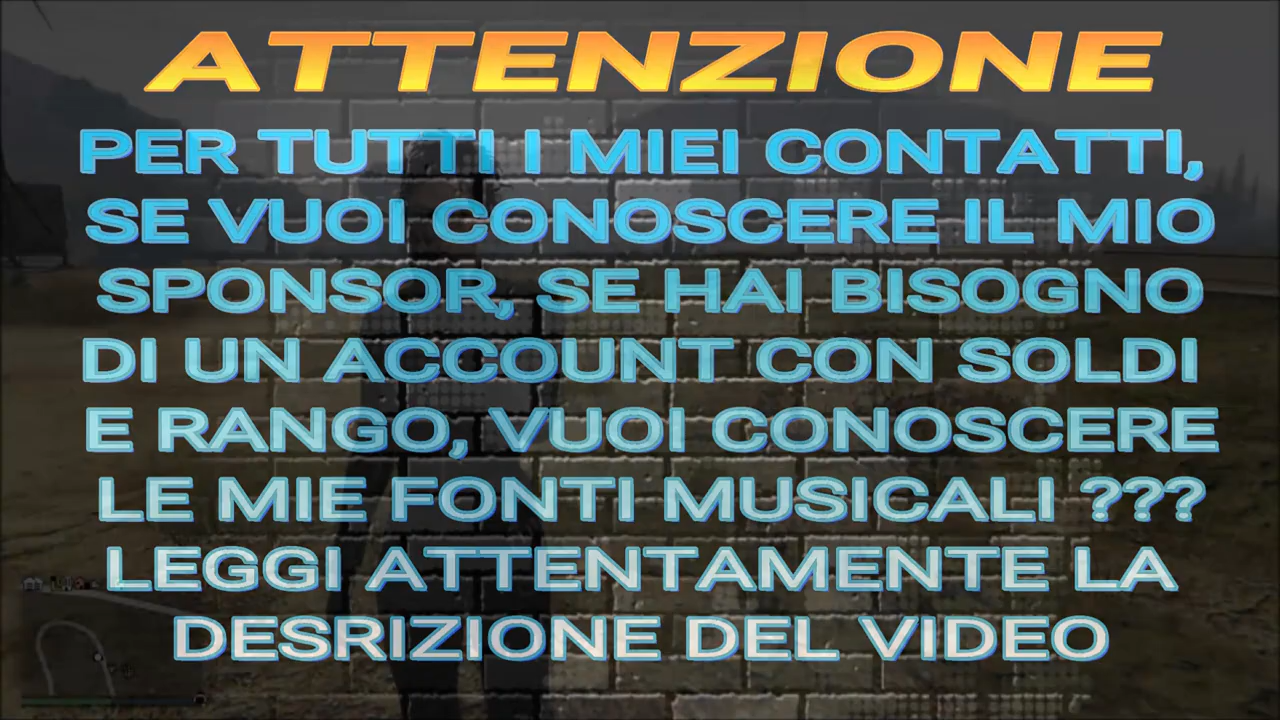 ATTENZIONE
PER TUTTI I MIEI CONTATTI,
SE VUOI CONOSCERE IL MIO
SPONSOR, SE HAI BISOGNO
DI UN ACCOUNT CON SOLDI
E RANGO, VUOI CONOSCERE
LE MIE FONTI MUSICALI ???
LEGGI ATTENTAMENTE LA
DESRIZIONE DEL VIDEO